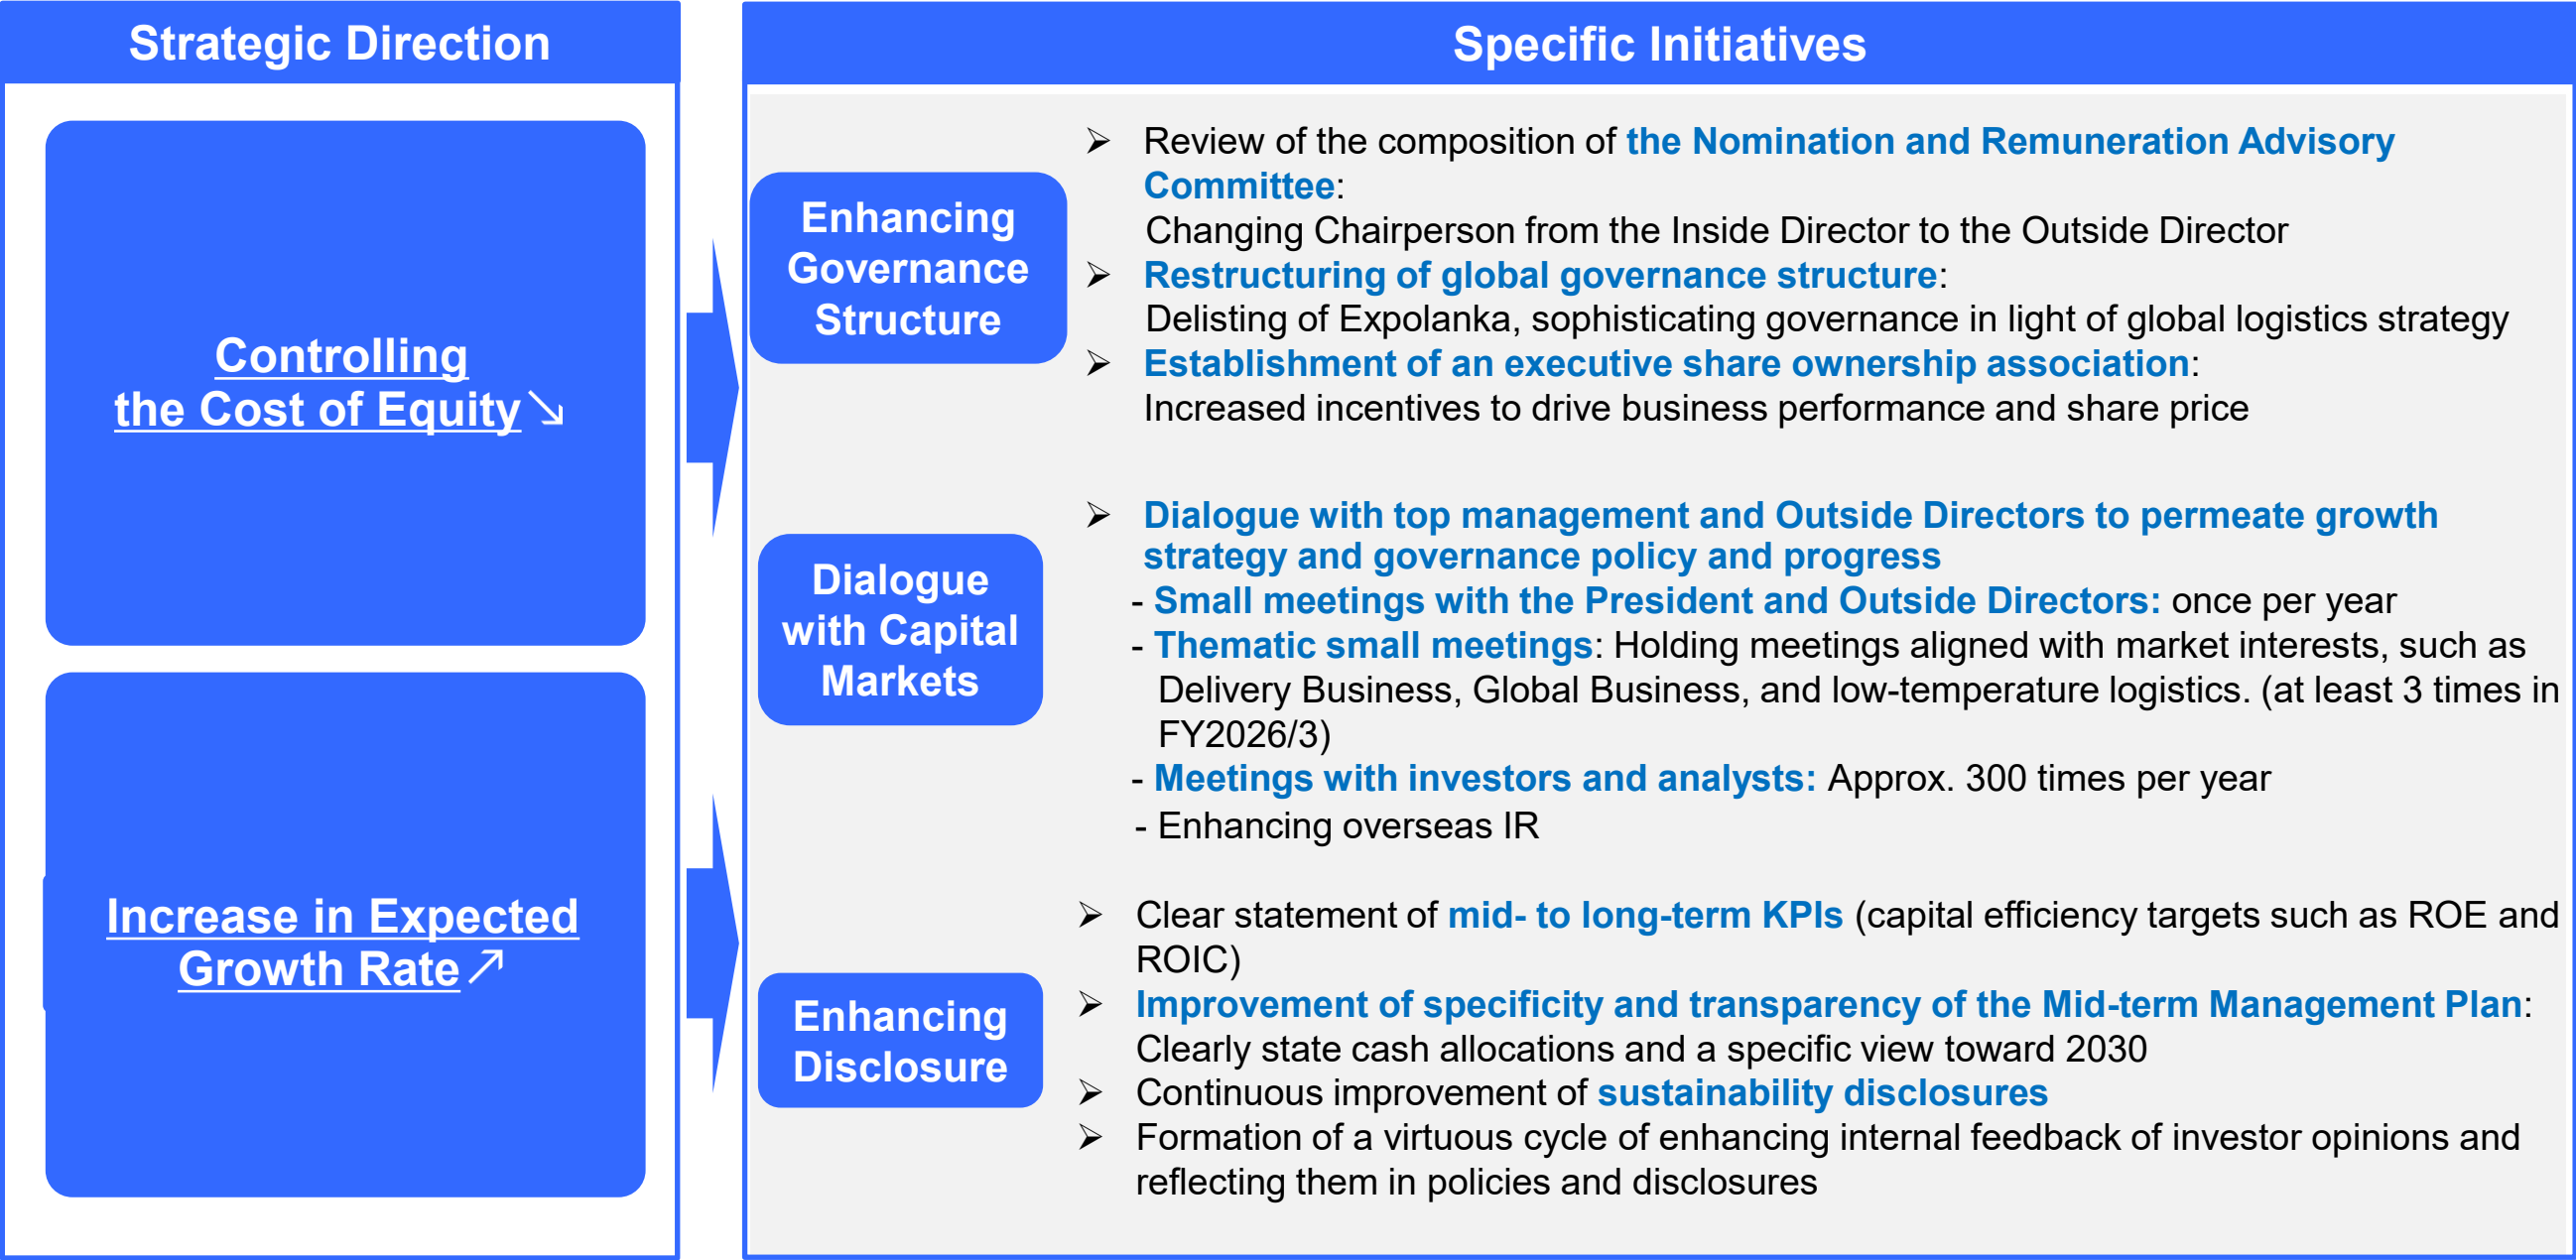 Strategic Direction
Controlling
the Cost of Equity↘
Increase in Expected
Growth Rate↗
Specific Initiatives
Enhancing
Governance
Structure
➢ Review of the composition of the Nomination and Remuneration Advisory
Committee:
Changing Chairperson from the Inside Director to the Outside Director
➢ Restructuring of global governance structure:
Delisting of Expolanka, sophisticating governance in light of global logistics strategy
➢ Establishment of an executive share ownership association:
Increased incentives to drive business performance and share price
Dialogue
with Capital
Markets
➢ Dialogue with top management and Outside Directors to permeate growth
strategy and governance policy and progress
- Small meetings with the President and Outside Directors: once per year
- Thematic small meetings: Holding meetings aligned with market interests, such as
Delivery Business, Global Business, and low-temperature logistics. (at least 3 times in
FY2026/3)
- Meetings with investors and analysts: Approx. 300 times per year
- Enhancing overseas IR
Enhancing
Disclosure
➢ Clear statement of mid- to long-term KPIs (capital efficiency targets such as ROE and
ROIC)
➢ Improvement of specificity and transparency of the Mid-term Management Plan:
Clearly state cash allocations and a specific view toward 2030
➢ Continuous improvement of sustainability disclosures
➢ Formation of a virtuous cycle of enhancing internal feedback of investor opinions and
reflecting them in policies and disclosures